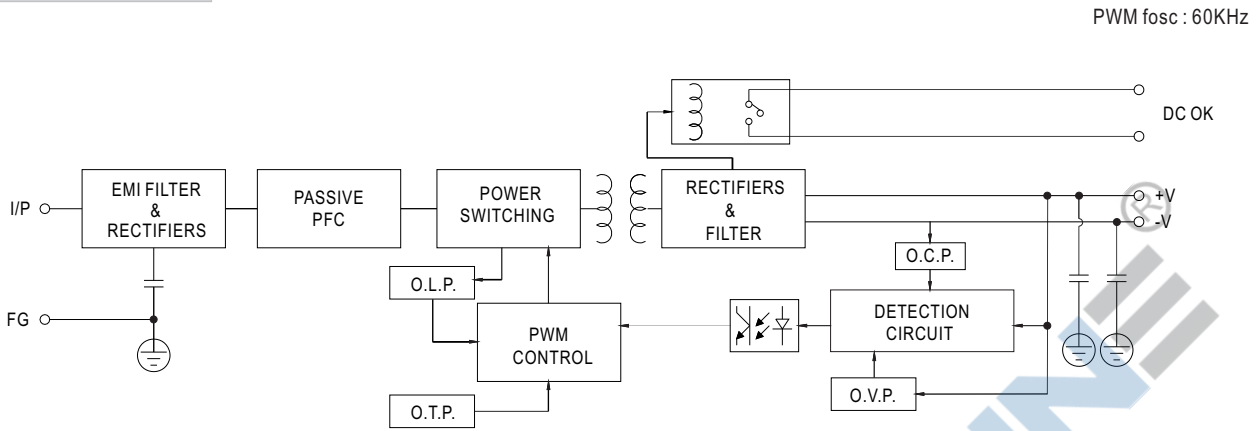 PWM fosc : 60KHz
DC OK
I/P
EMI FILTER
&
RECTIFIERS
PASSIVE
PFC
POWER
SWITCHING
RECTIFIERS
&
FILTER
+V
-V
®
O.C.P.
O.L.P.
FG
PWM
CONTROL
DETECTION
CIRCUIT
O.T.P.
O.V.P.